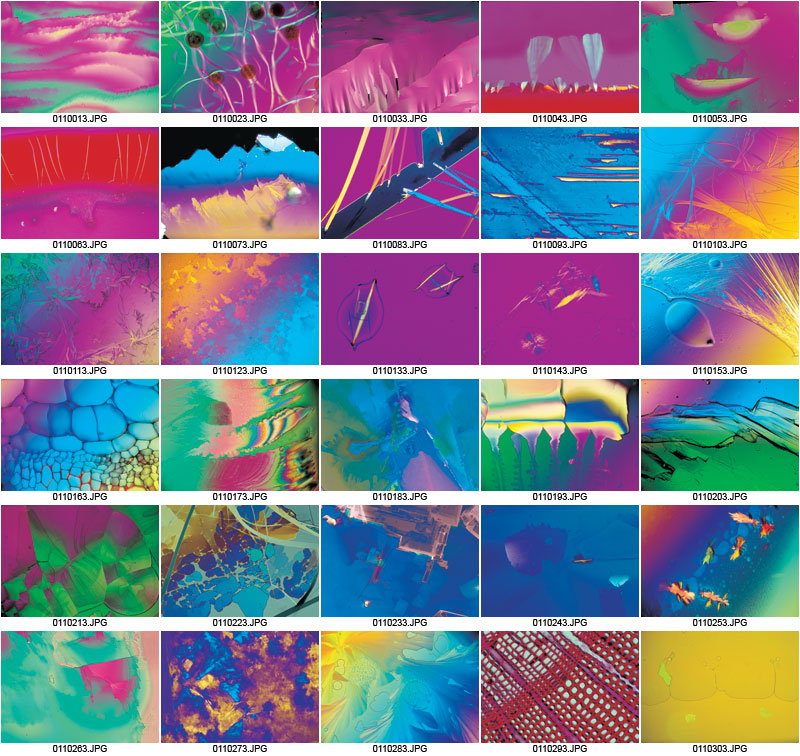 0110013.JPG 0110023.JPG 0110033.JPG 0110043.JPG 0110053.JPG
0110063.JPG 0110073.JPG 0110083.JPG 0110093.JPG 0110103.JPG
0110113.JPG 0110123.JPG 0110133.JPG 0110143.JPG 0110153.JPG
0110163.JPG 0110173.JPG 0110183.JPG 0110193.JPG 0110203.JPG
0110213.JPG 0110223.JPG 0110233.JPG 0110243.JPG 0110253.JPG
0110263.JPG 0110273.JPG 0110283.JPG 0110293.JPG 0110303.JPG